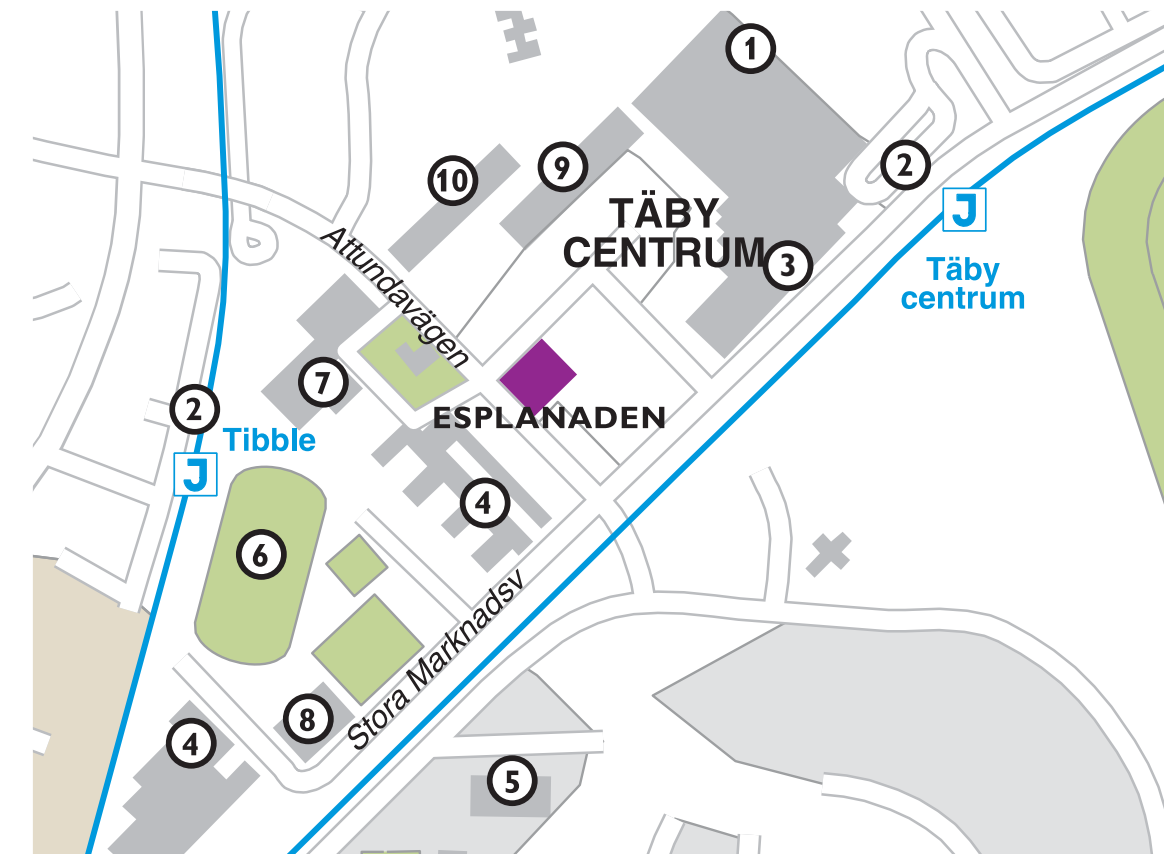 1
2
9
10
J
TÄBY
CENTRUM
3
Täby
centrum
Attundavägen
7
2
ESPLANADEN
Tibble
J
4
6
Stora Marknadsv
8
4
5